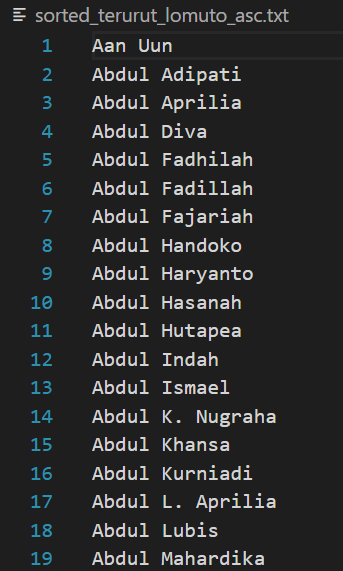 sorted_terurut_lomuto_asc.txt
1 Aan Uun
2 Abdul Adipati
3 Abdul Aprilia
4 Abdul Diva
5 Abdul Fadhilah
6 Abdul Fadillah
7 Abdul Fajariah
8 Abdul Handoko
9 Abdul Haryanto
10 Abdul Hasanah
11 Abdul Hutapea
12 Abdul Indah
13 Abdul Ismael
14 Abdul K. Nugraha
15 Abdul Khansa
16 Abdul Kurniadi
17 Abdul L. Aprilia
18 Abdul Lubis
19 Abdul Mahardika